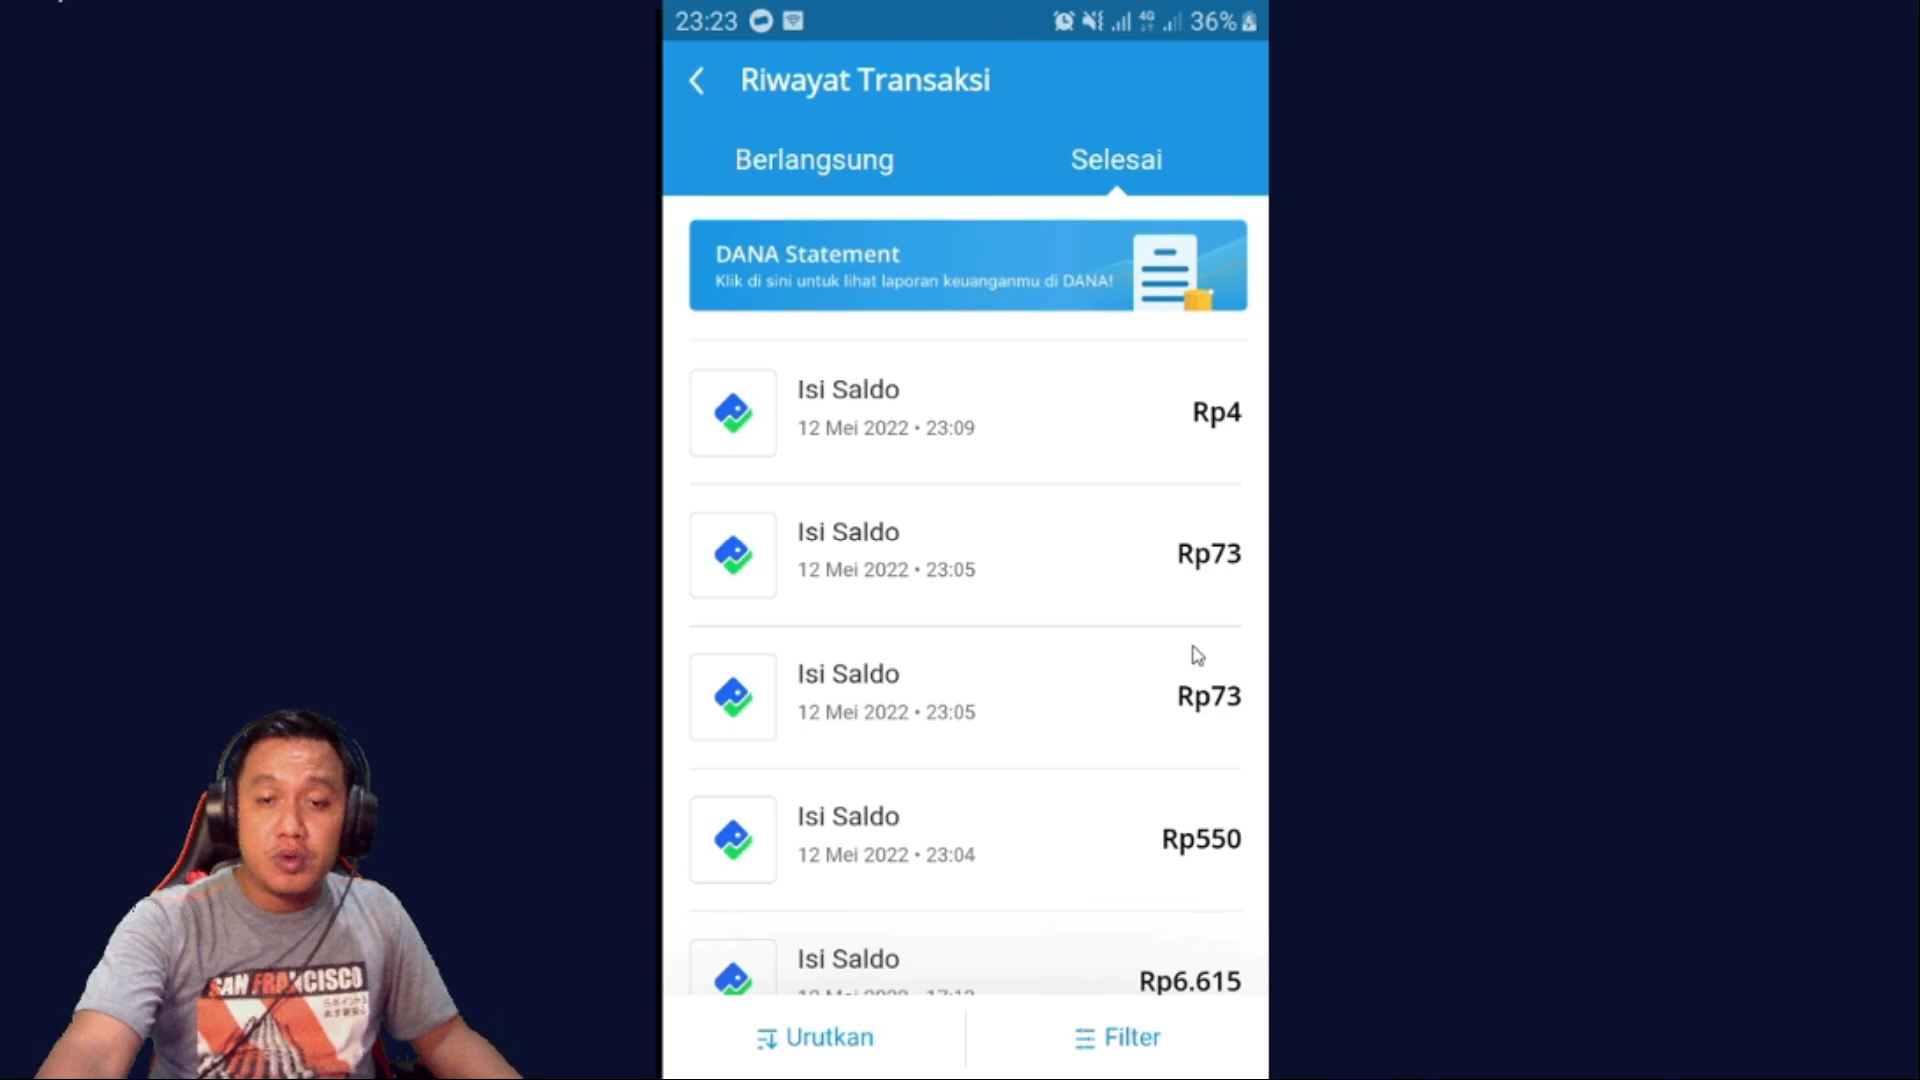 23:23
4G
36%
Riwayat Transaksi
Berlangsung
Selesai
DANA Statement
Klik di sini untuk lihat laporan keuanganmu di DANA!
Isi Saldo
12 Mei 2022 • 23:09
Rp4
Isi Saldo
12 Mei 2022 • 23:05
Rp73
Isi Saldo
12 Mei 2022 • 23:05
Rp73
Isi Saldo
12 Mei 2022 • 23:04
Rp550
Isi Saldo
Rp6.615
Urutkan
Filter
SAN FRANCISCO